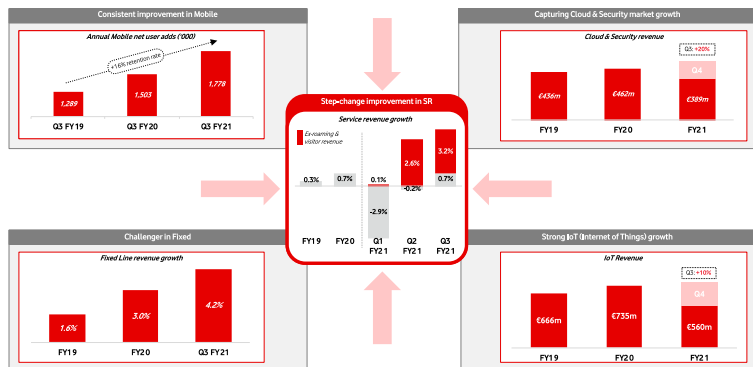 Consistent improvement in Mobile
Annual Mobile net user adds ('000)
+16% retention rate
1,289
1,503
1,778
Q3 FY19
Q3 FY20
Q3 FY21
Capturing Cloud & Security market growth
Cloud & Security revenue
Q3: +20%
Q4
€436m
€462m
€389m
FY19
FY20
FY21
Step-change improvement in SR
Service revenue growth
Ex-roaming &
visitor revenue
0.3%
0.7%
0.1%
-2.9%
2.6%
-0.2%
3.2%
0.7%
FY19
FY20
Q1
FY21
Q2
FY21
Q3
FY21
Challenger in Fixed
Fixed Line revenue growth
1.6%
3.0%
4.2%
FY19
FY20
Q3 FY21
Strong IoT (Internet of Things) growth
IoT Revenue
Q3: +10%
Q4
€666m
€735m
€560m
FY19
FY20
FY21